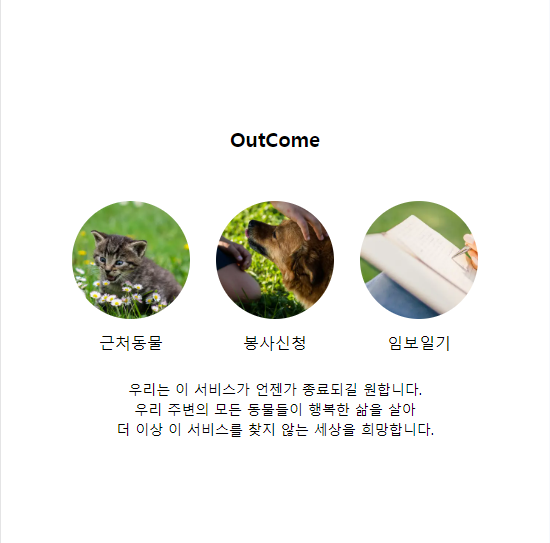 OutCome
근처동물 봉사신청 임보일기
우리는 이 서비스가 언젠가 종료되길 원합니다.
우리 주변의 모든 동물들이 행복한 삶을 살아
더 이상 이 서비스를 찾지 않는 세상을 희망합니다.